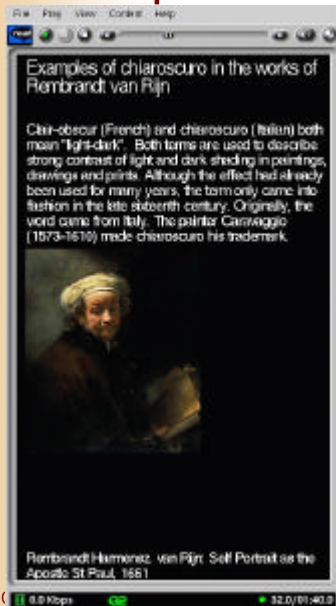 File Play View Content Help
real
Examples of chiaroscuro in the works of
Rembrandt van Rijn
Clair-obscur (French) and chiaroscuro (Italian) both
mean "light-dark". Both terms are used to describe
strong contrast of light and dark shading in paintings,
drawings and prints. Although the effect had already
been used for many years, the term only came into
fashion in the late sixteenth century. Originally, the
word came from Italy. The painter Caravaggio
(1573-1610) made chiaroscuro his trademark.
Rembrandt Harmensz. van Rijn: Self Portrait as the
Apostle St Paul, 1661
0.0 Kbps 32.0/01:40.0